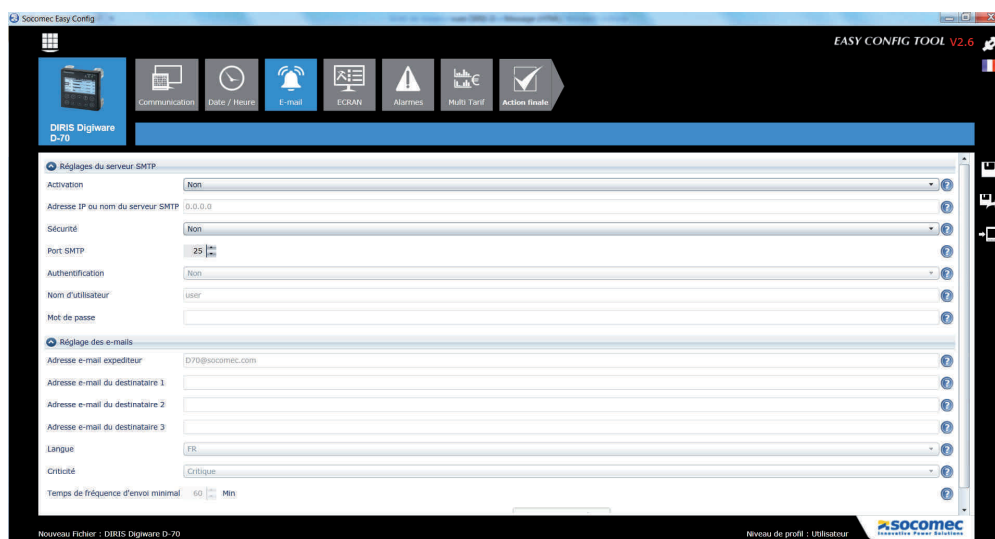 Socomec Easy Config
EASY CONFIG TOOL V2.6
Communication
Date / Heure
E-mail
ECRAN
Alarmes
Multi Tarif
Action finale
DIRIS Digiware
D-70
Réglages du serveur SMTP
Activation Non
Adresse IP ou nom du serveur SMTP 0.0.0.0
Sécurité Non
Port SMTP 25
Authentification Non
Nom d'utilisateur user
Mot de passe
Réglage des e-mails
Adresse e-mail expediteur D70@socomec.com
Adresse e-mail du destinataire 1
Adresse e-mail du destinataire 2
Adresse e-mail du destinataire 3
Langue FR
Criticité Critique
Temps de fréquence d'envoi minimal 60 Min
Nouveau Fichier : DIRIS Digiware D-70
Niveau de profil : Utilisateur
socomec
Innovative Power Solutions